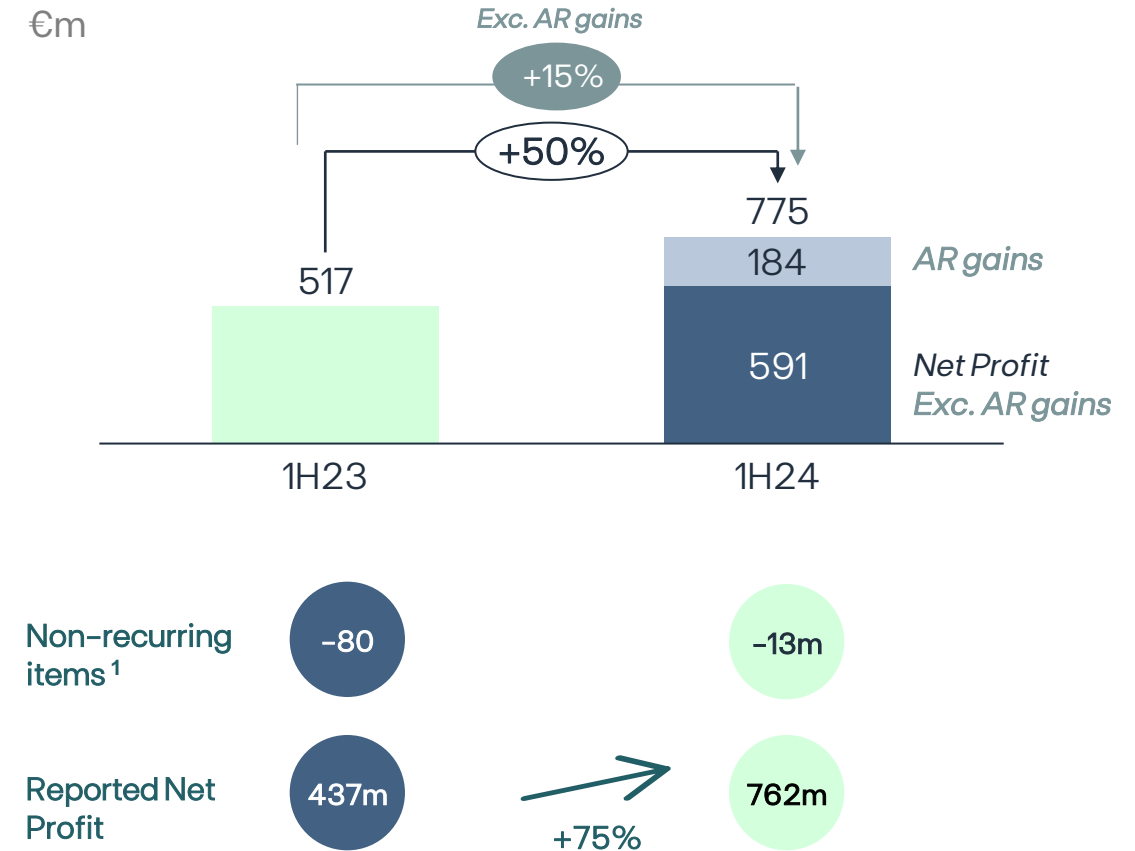 €m
Exc. AR gains
+15%
+50%
775
517
184
AR gains
591
Net Profit
Exc. AR gains
1H23
1H24
Non-recurring
items 1
-80
-13m
Reported Net
Profit
437m
+75%
762m